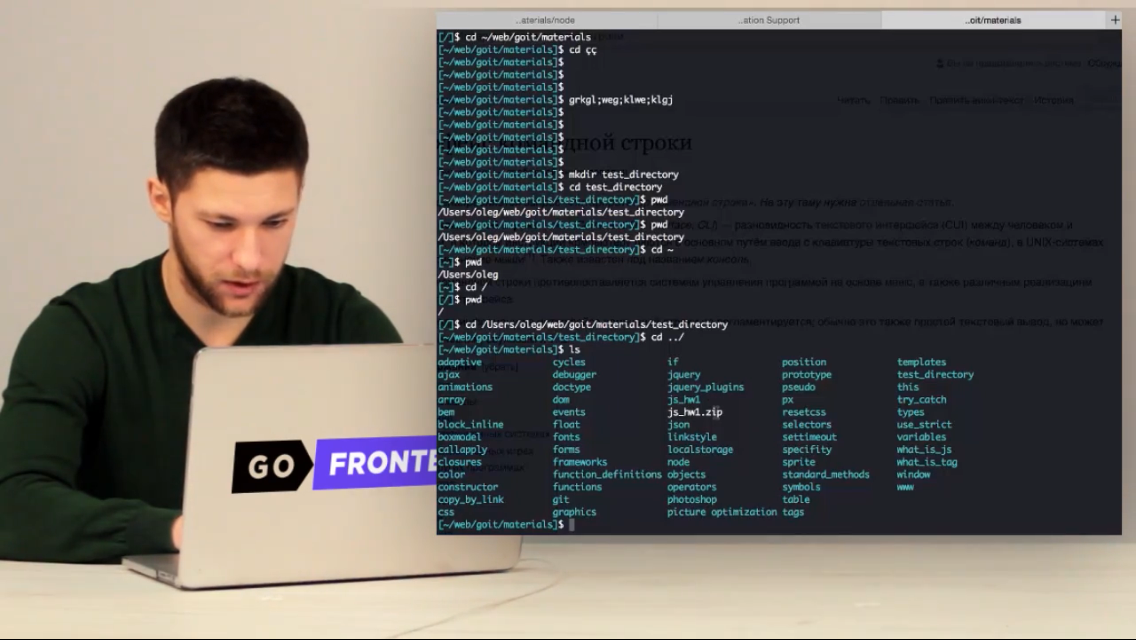 ..aterials/node ..ation Support ..oit/materials +
[/]$ cd ~/web/goit/materials
[~/web/goit/materials]$ cd çç
[~/web/goit/materials]$
[~/web/goit/materials]$
[~/web/goit/materials]$
[~/web/goit/materials]$ grkgl;weg;klwe;klgj
[~/web/goit/materials]$
[~/web/goit/materials]$
[~/web/goit/materials]$
[~/web/goit/materials]$
[~/web/goit/materials]$
[~/web/goit/materials]$ mkdir test_directory
[~/web/goit/materials]$ cd test_directory
[~/web/goit/materials/test_directory]$ pwd
/Users/oleg/web/goit/materials/test_directory
[~/web/goit/materials/test_directory]$ pwd
/Users/oleg/web/goit/materials/test_directory
[~/web/goit/materials/test_directory]$ cd ~
[~]$ pwd
/Users/oleg
[~]$ cd /
[/]$ pwd
/
[/]$ cd /Users/oleg/web/goit/materials/test_directory
[~/web/goit/materials/test_directory]$ cd ../
[~/web/goit/materials]$ ls
adaptive cycles if position templates
ajax debugger jquery prototype test_directory
animations doctype jquery_plugins pseudo this
array dom js_hw1 px try_catch
bem events js_hw1.zip resetcss types
block_inline float json selectors use_strict
boxmodel fonts linkstyle settimeout variables
callapply forms localstorage specifity what_is_js
closures frameworks node sprite what_is_tag
color function_definitions objects standard_methods window
constructor functions operators symbols www
copy_by_link git photoshop table
css graphics picture optimization tags
[~/web/goit/materials]$
строки
Читать Править История
GO FRONTE